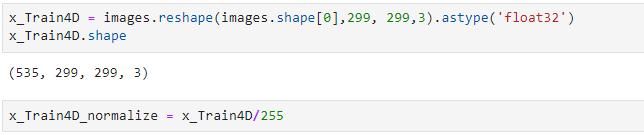 x_Train4D = images.reshape(images.shape[0],299, 299,3).astype('float32')
x_Train4D.shape
(535, 299, 299, 3)
x_Train4D_normalize = x_Train4D/255